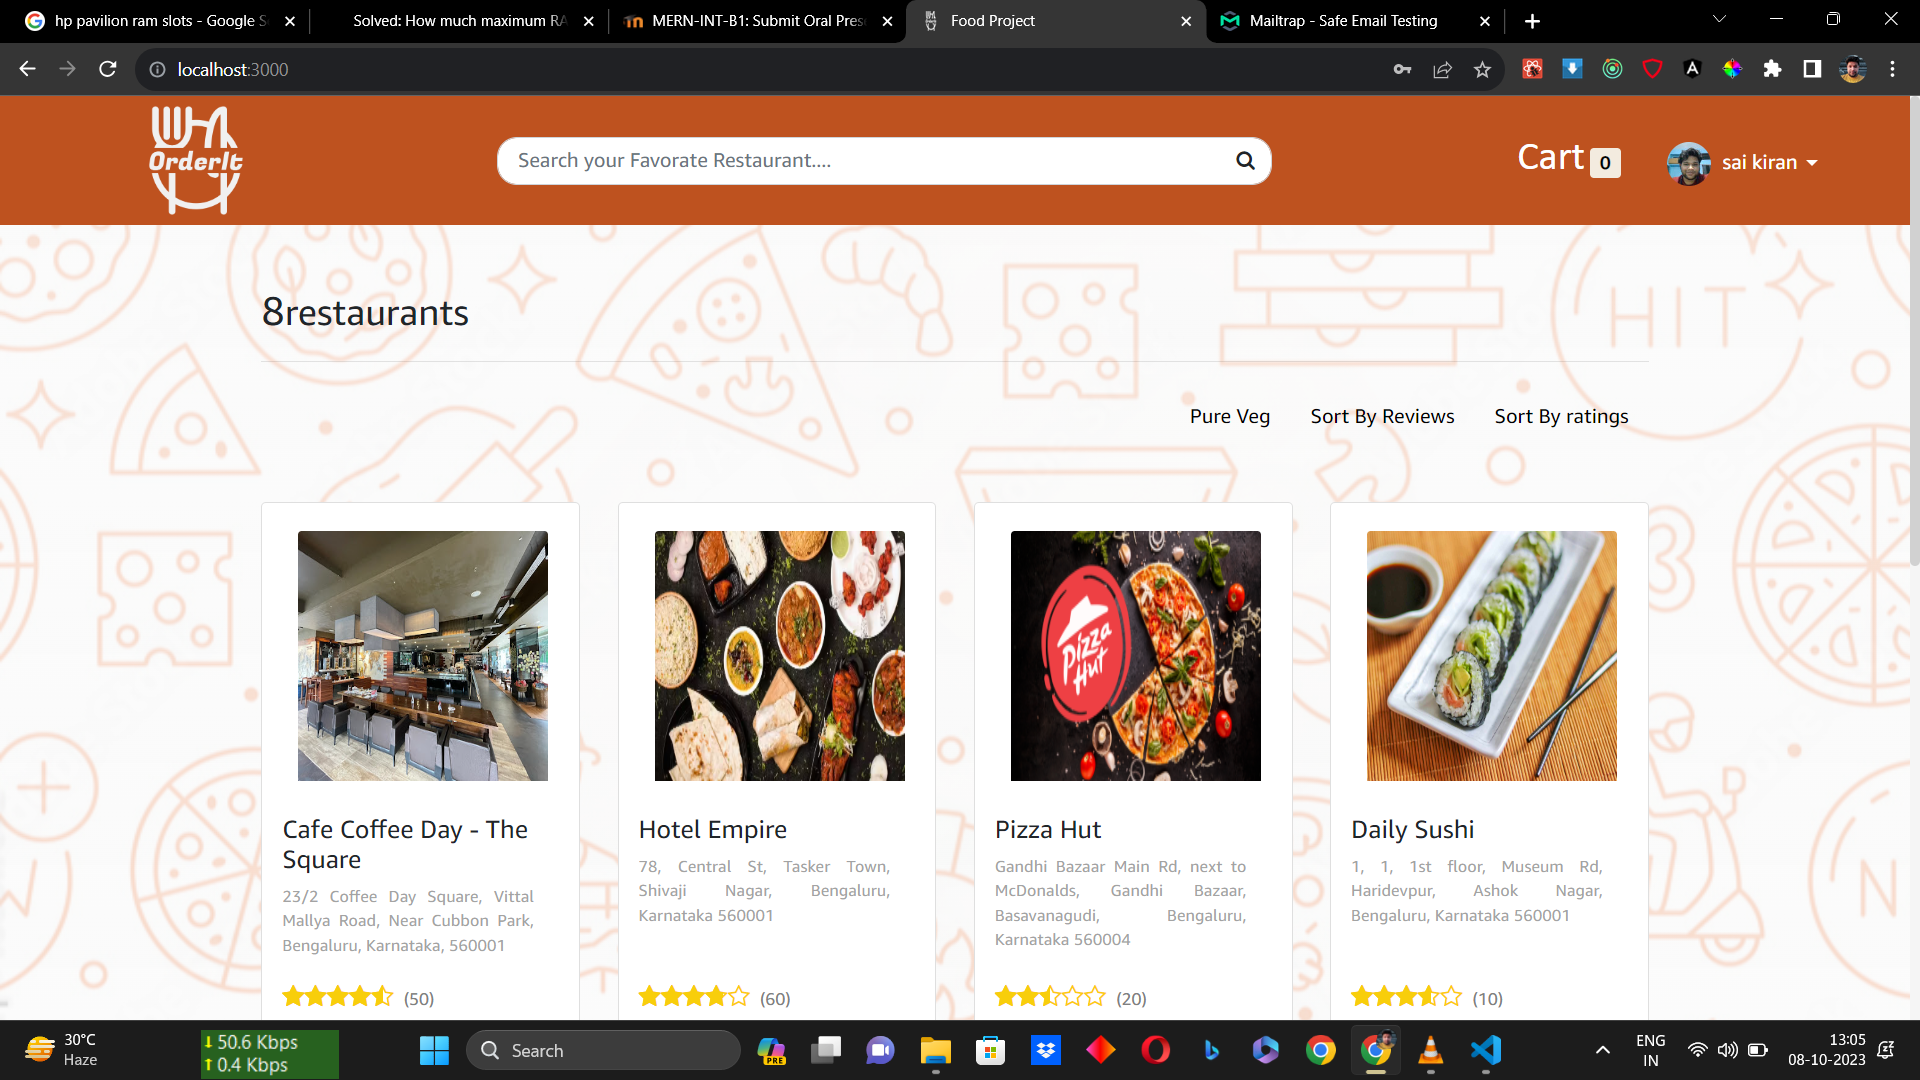 hp pavilion ram slots - Google S
Solved: How much maximum RA
MERN-INT-B1: Submit Oral Pres
Food Project
Mailtrap - Safe Email Testing
localhost:3000
OrderIt
Search your Favorate Restaurant....
Cart 0
sai kiran
8restaurants
HIT
Pure Veg
Sort By Reviews
Sort By ratings
Pizza
Hut
Cafe Coffee Day - The
Square
23/2 Coffee Day Square, Vittal
Mallya Road, Near Cubbon Park,
Bengaluru, Karnataka, 560001
(50)
Hotel Empire
78, Central St, Tasker Town,
Shivaji Nagar, Bengaluru,
Karnataka 560001
(60)
Pizza Hut
Gandhi Bazaar Main Rd, next to
McDonalds, Gandhi Bazaar,
Basavanagudi, Bengaluru,
Karnataka 560004
(20)
Daily Sushi
1, 1, 1st floor, Museum Rd,
Haridevpur, Ashok Nagar,
Bengaluru, Karnataka 560001
(10)
N
30°C
Haze
↓ 50.6 Kbps
↑ 0.4 Kbps
Search
PRE
ENG
IN
13:05
08-10-2023